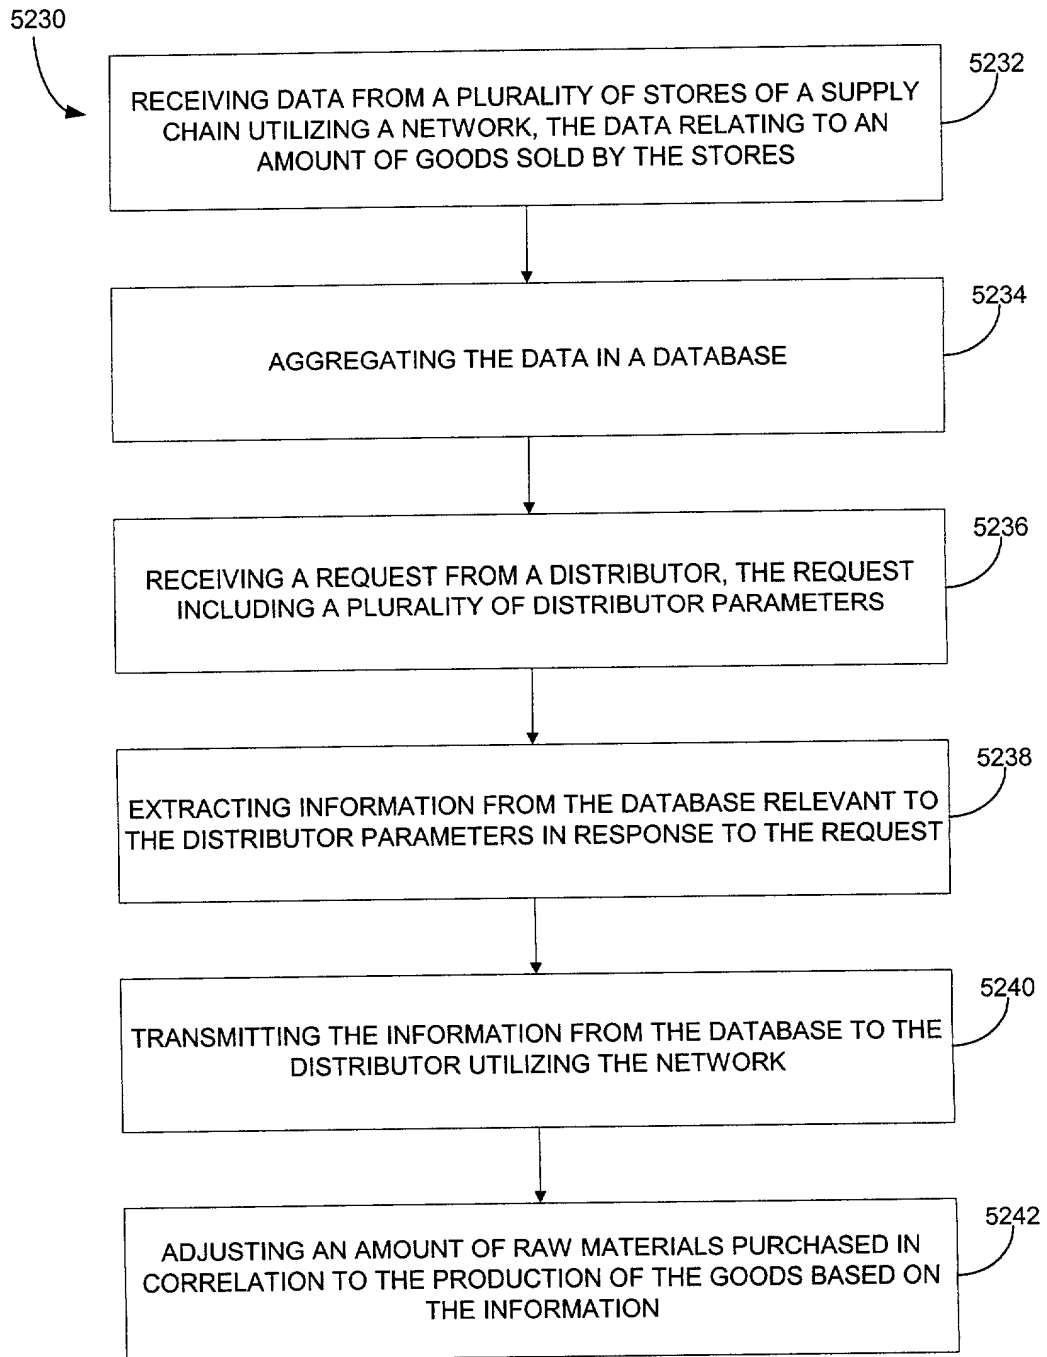 5230
5232
RECEIVING DATA FROM A PLURALITY OF STORES OF A SUPPLY
CHAIN UTILIZING A NETWORK, THE DATA RELATING TO AN
AMOUNT OF GOODS SOLD BY THE STORES
5234
AGGREGATING THE DATA IN A DATABASE
5236
RECEIVING A REQUEST FROM A DISTRIBUTOR, THE REQUEST
INCLUDING A PLURALITY OF DISTRIBUTOR PARAMETERS
5238
EXTRACTING INFORMATION FROM THE DATABASE RELEVANT TO
THE DISTRIBUTOR PARAMETERS IN RESPONSE TO THE REQUEST
5240
TRANSMITTING THE INFORMATION FROM THE DATABASE TO THE
DISTRIBUTOR UTILIZING THE NETWORK
5242
ADJUSTING AN AMOUNT OF RAW MATERIALS PURCHASED IN
CORRELATION TO THE PRODUCTION OF THE GOODS BASED ON
THE INFORMATION